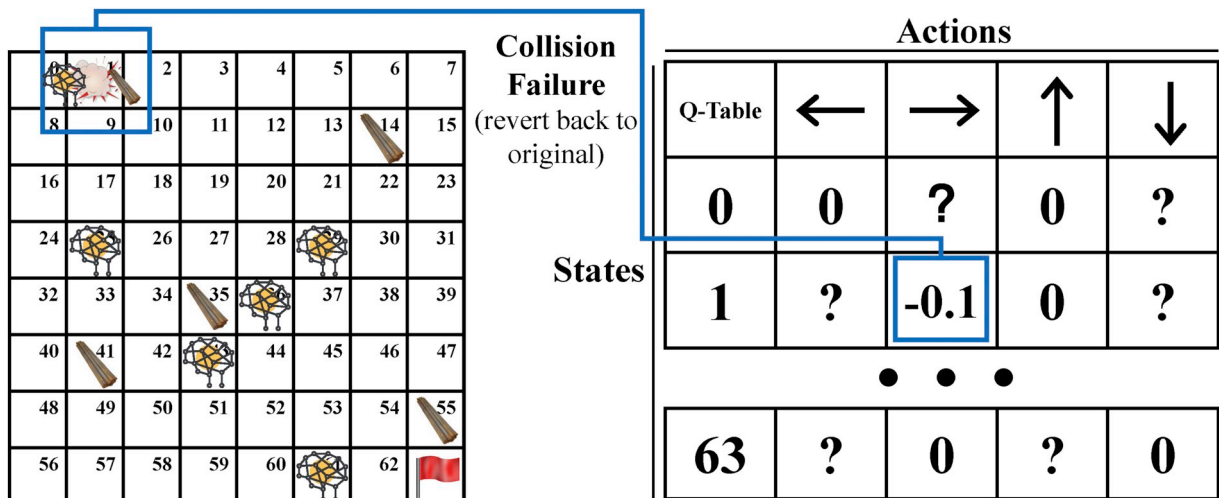 1 2 3 4 5 6 7
8 9 10 11 12 13 14 15
16 17 18 19 20 21 22 23
24 26 27 28 30 31
32 33 34 35 37 38 39
40 41 42 44 45 46 47
48 49 50 51 52 53 54 55
56 57 58 59 60 62
Collision
Failure
(revert back to
original)
Actions
States
Q-Table ← → ↑ ↓
0 0 ? 0 ?
1 ? -0.1 0 ?
• • •
63 ? 0 ? 0